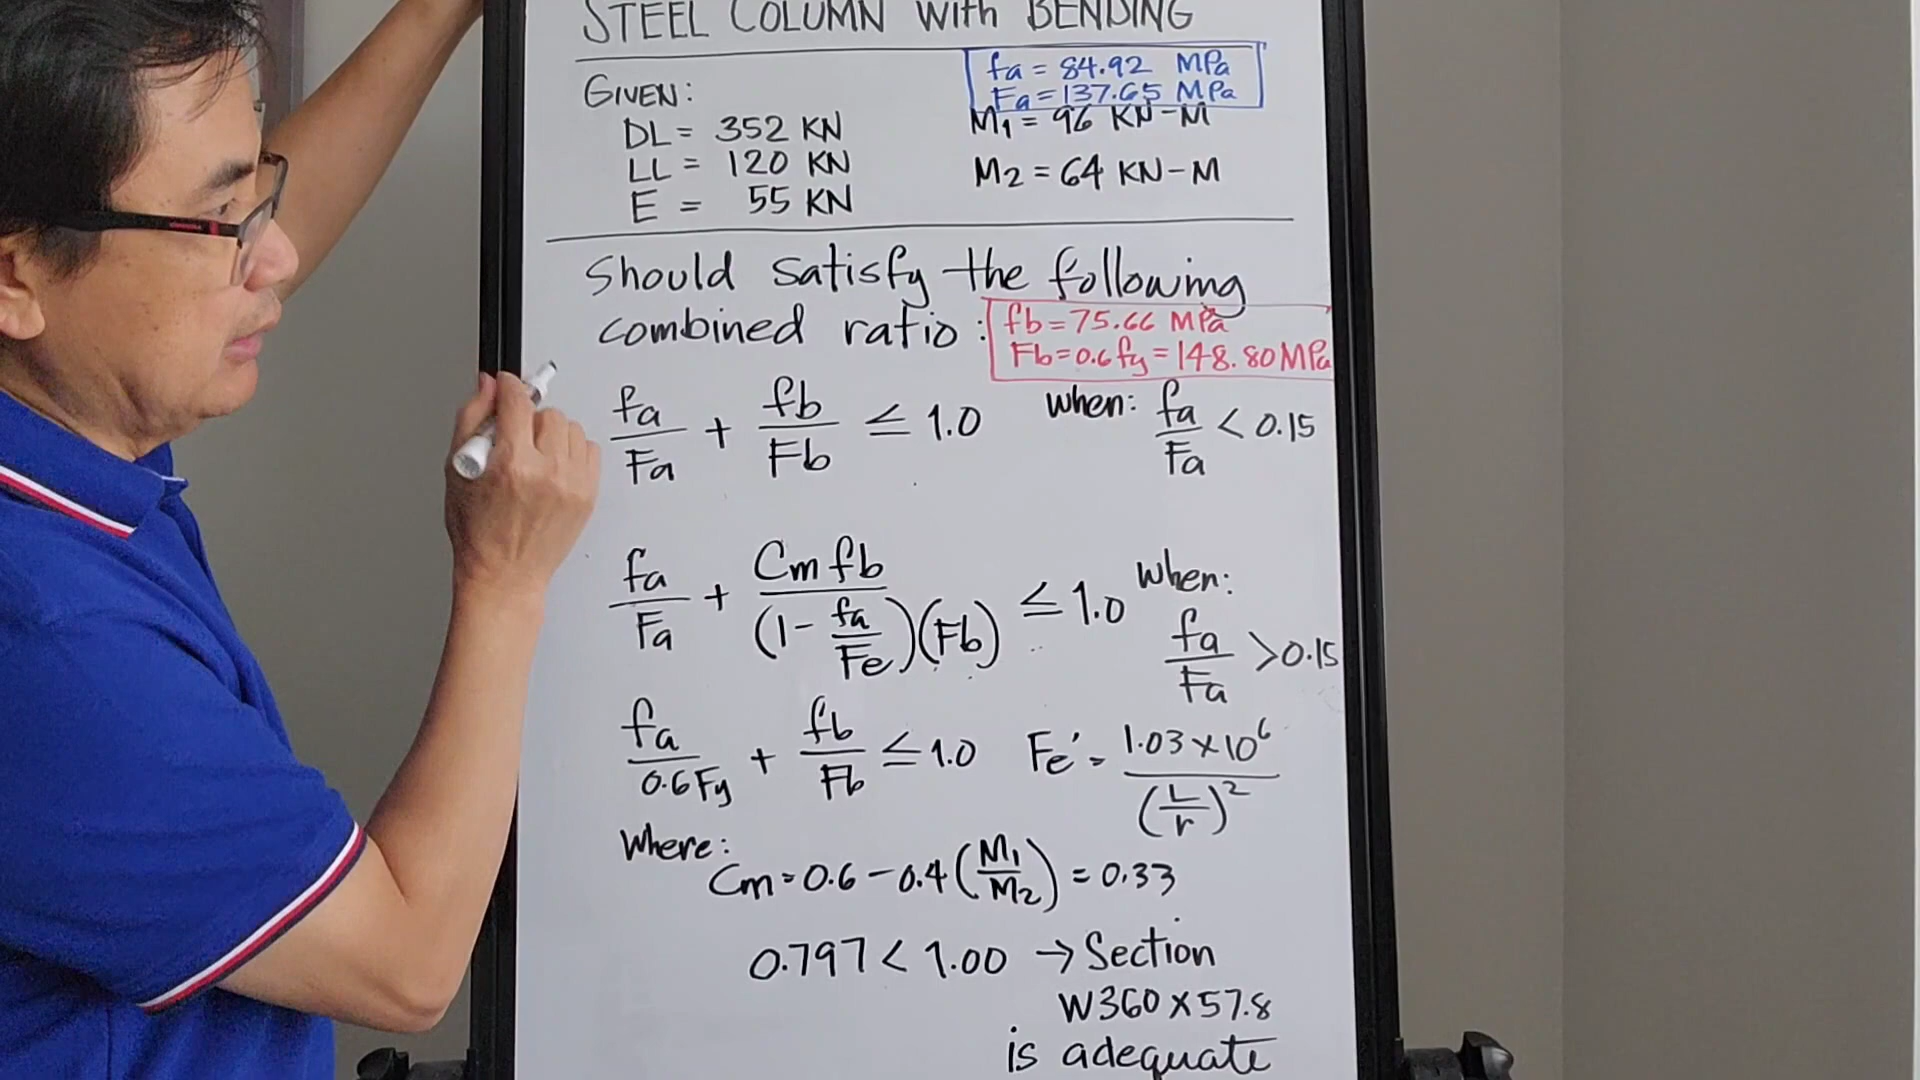 STEEL COLUMN with BENDING
GIVEN:
DL = 352 KN
LL = 120 KN
E = 55 KN
fa = 84.92 MPa
Fa = 137.65 MPa
M1 = 96 KN-M
M2 = 64 KN-M
Should satisfy the following
combined ratio:
fb = 75.66 MPa
Fb = 0.6 fy = 148.80 MPa
fa/Fa + fb/Fb ≤ 1.0 when: fa/Fa < 0.15
fa/Fa + Cm fb/(1 - fa/Fe)(Fb) ≤ 1.0 when: fa/Fa > 0.15
fa/0.6Fy + fb/Fb ≤ 1.0 Fe' = 1.03 x 10^6/(L/r)^2
Where:
Cm = 0.6 - 0.4 (M1/M2) = 0.33
0.797 < 1.00 → Section
W360 x 57.8
is adequate